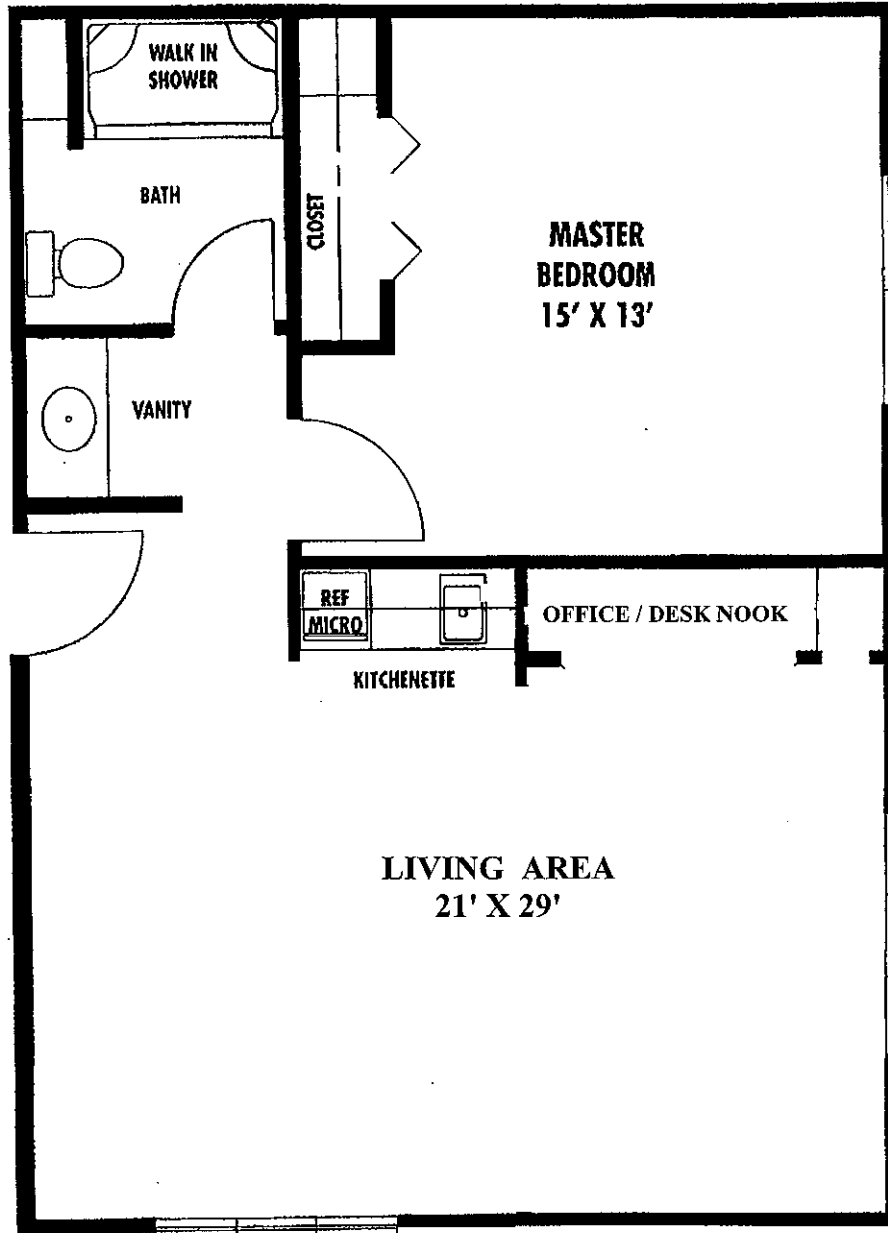 WALK IN
SHOWER
BATH
CLOSET
MASTER
BEDROOM
15' X 13'
VANITY
REF
MICRO
OFFICE / DESK NOOK
KITCHENETTE
LIVING AREA
21' X 29'